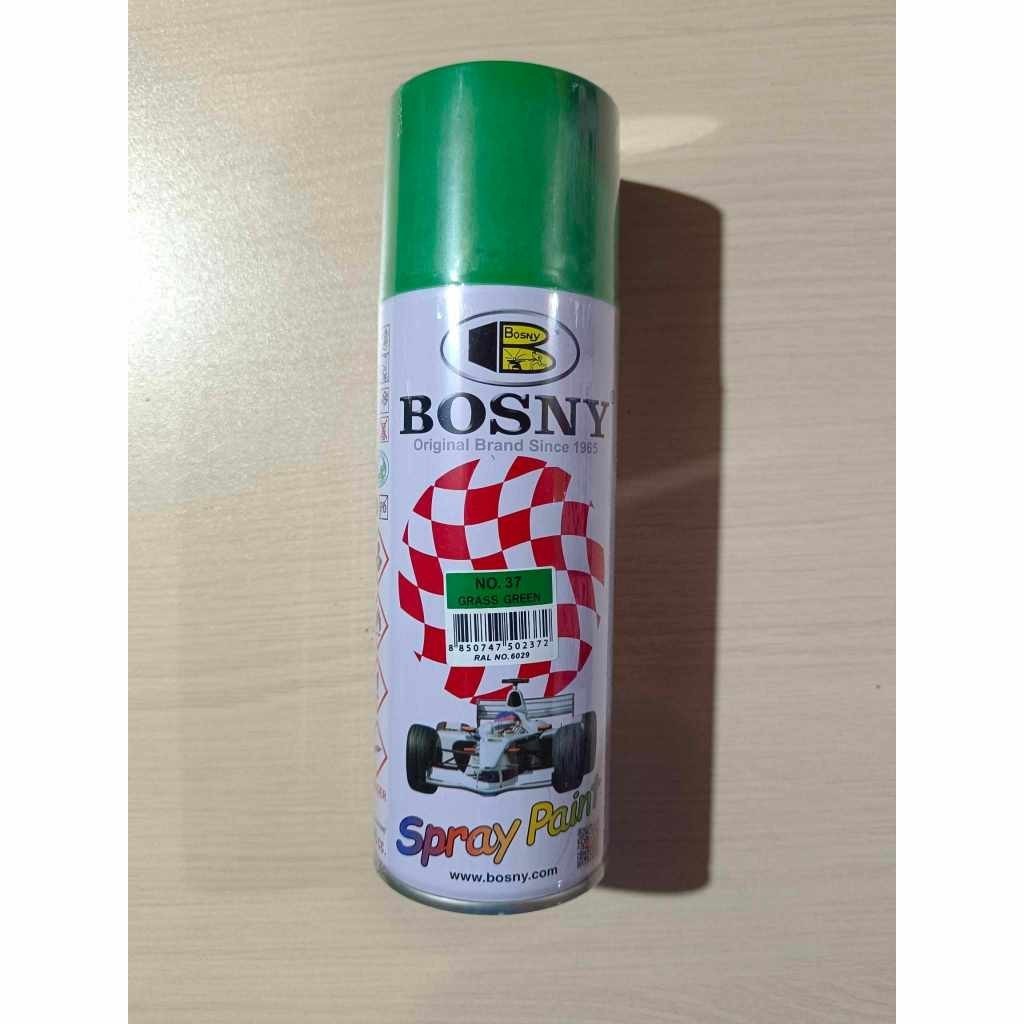 BOSNY
BOSNY
Original Brand Since 1965
NO. 37
GRASS GREEN
8 850747 502372
RAL NO. 6029
Spray Paint
www.bosny.com